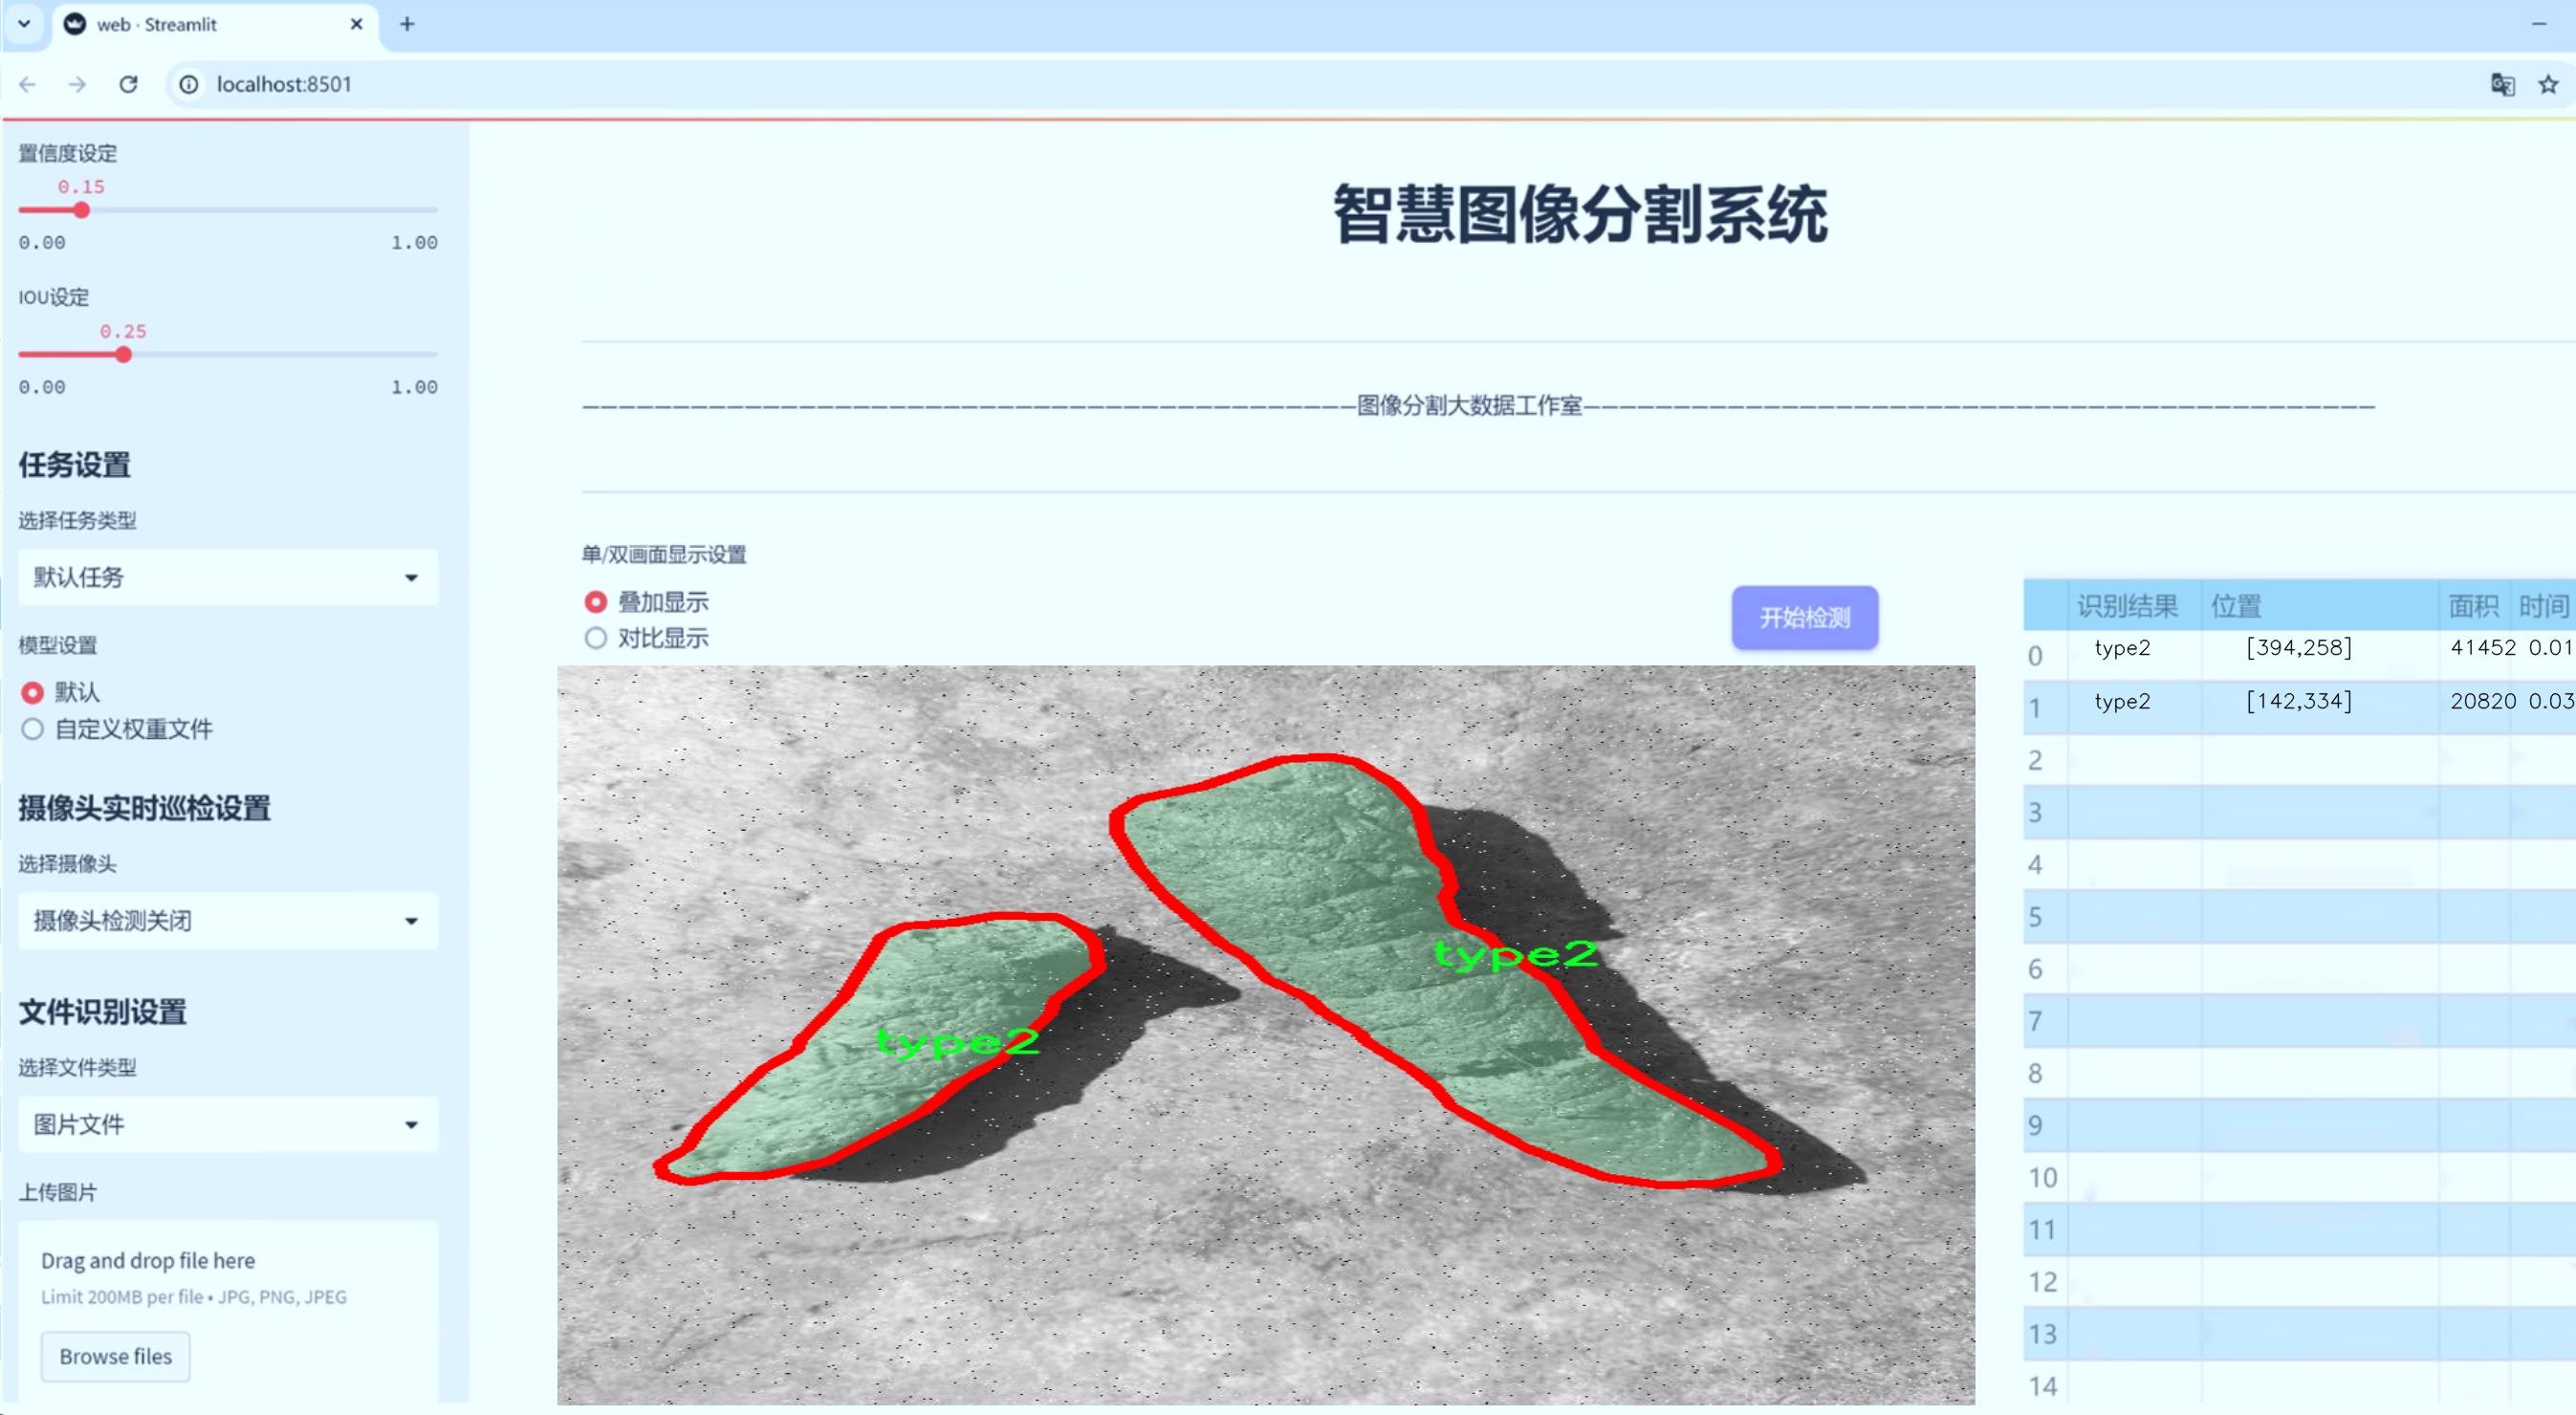 web · Streamlit
localhost:8501
置信度设定
0.15
0.00 1.00
IOU设定
0.25
0.00 1.00
任务设置
选择任务类型
默认任务
模型设置
默认
自定义权重文件
摄像头实时巡检设置
选择摄像头
摄像头检测关闭
文件识别设置
选择文件类型
图片文件
上传图片
Drag and drop file here
Limit 200MB per file • JPG, PNG, JPEG
Browse files
智慧图像分割系统
图像分割大数据工作室
单/双画面显示设置
叠加显示
对比显示
开始检测
type2
type2
识别结果 位置 面积 时间
0 type2 [394,258] 41452 0.01
1 type2 [142,334] 20820 0.03
2
3
4
5
6
7
8
9
10
11
12
13
14